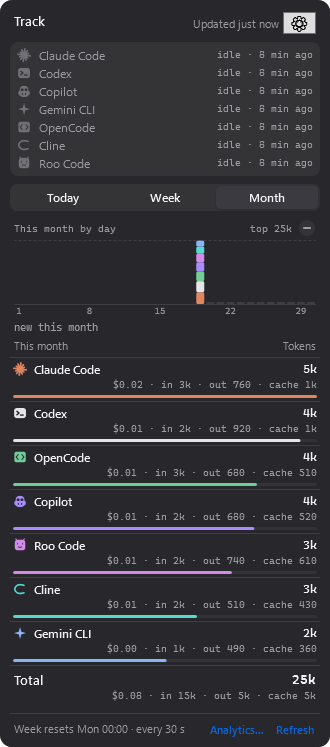 Track Updated just now
Claude Code idle · 8 min ago
Codex idle · 8 min ago
Copilot idle · 8 min ago
Gemini CLI idle · 8 min ago
OpenCode idle · 8 min ago
Cline idle · 8 min ago
Roo Code idle · 8 min ago
Today Week Month
This month by day top 25k
1 8 15 22 29
new this month
This month Tokens
Claude Code 5k
$0.02 · in 3k · out 760 · cache 1k
Codex 4k
$0.01 · in 2k · out 920 · cache 1k
OpenCode 4k
$0.01 · in 3k · out 680 · cache 510
Copilot 4k
$0.01 · in 2k · out 680 · cache 520
Roo Code 3k
$0.01 · in 2k · out 740 · cache 610
Cline 3k
$0.01 · in 2k · out 510 · cache 430
Gemini CLI 2k
$0.00 · in 1k · out 490 · cache 360
Total 25k
$0.08 · in 15k · out 5k · cache 5k
Week resets Mon 00:00 · every 30 s Analytics... Refresh